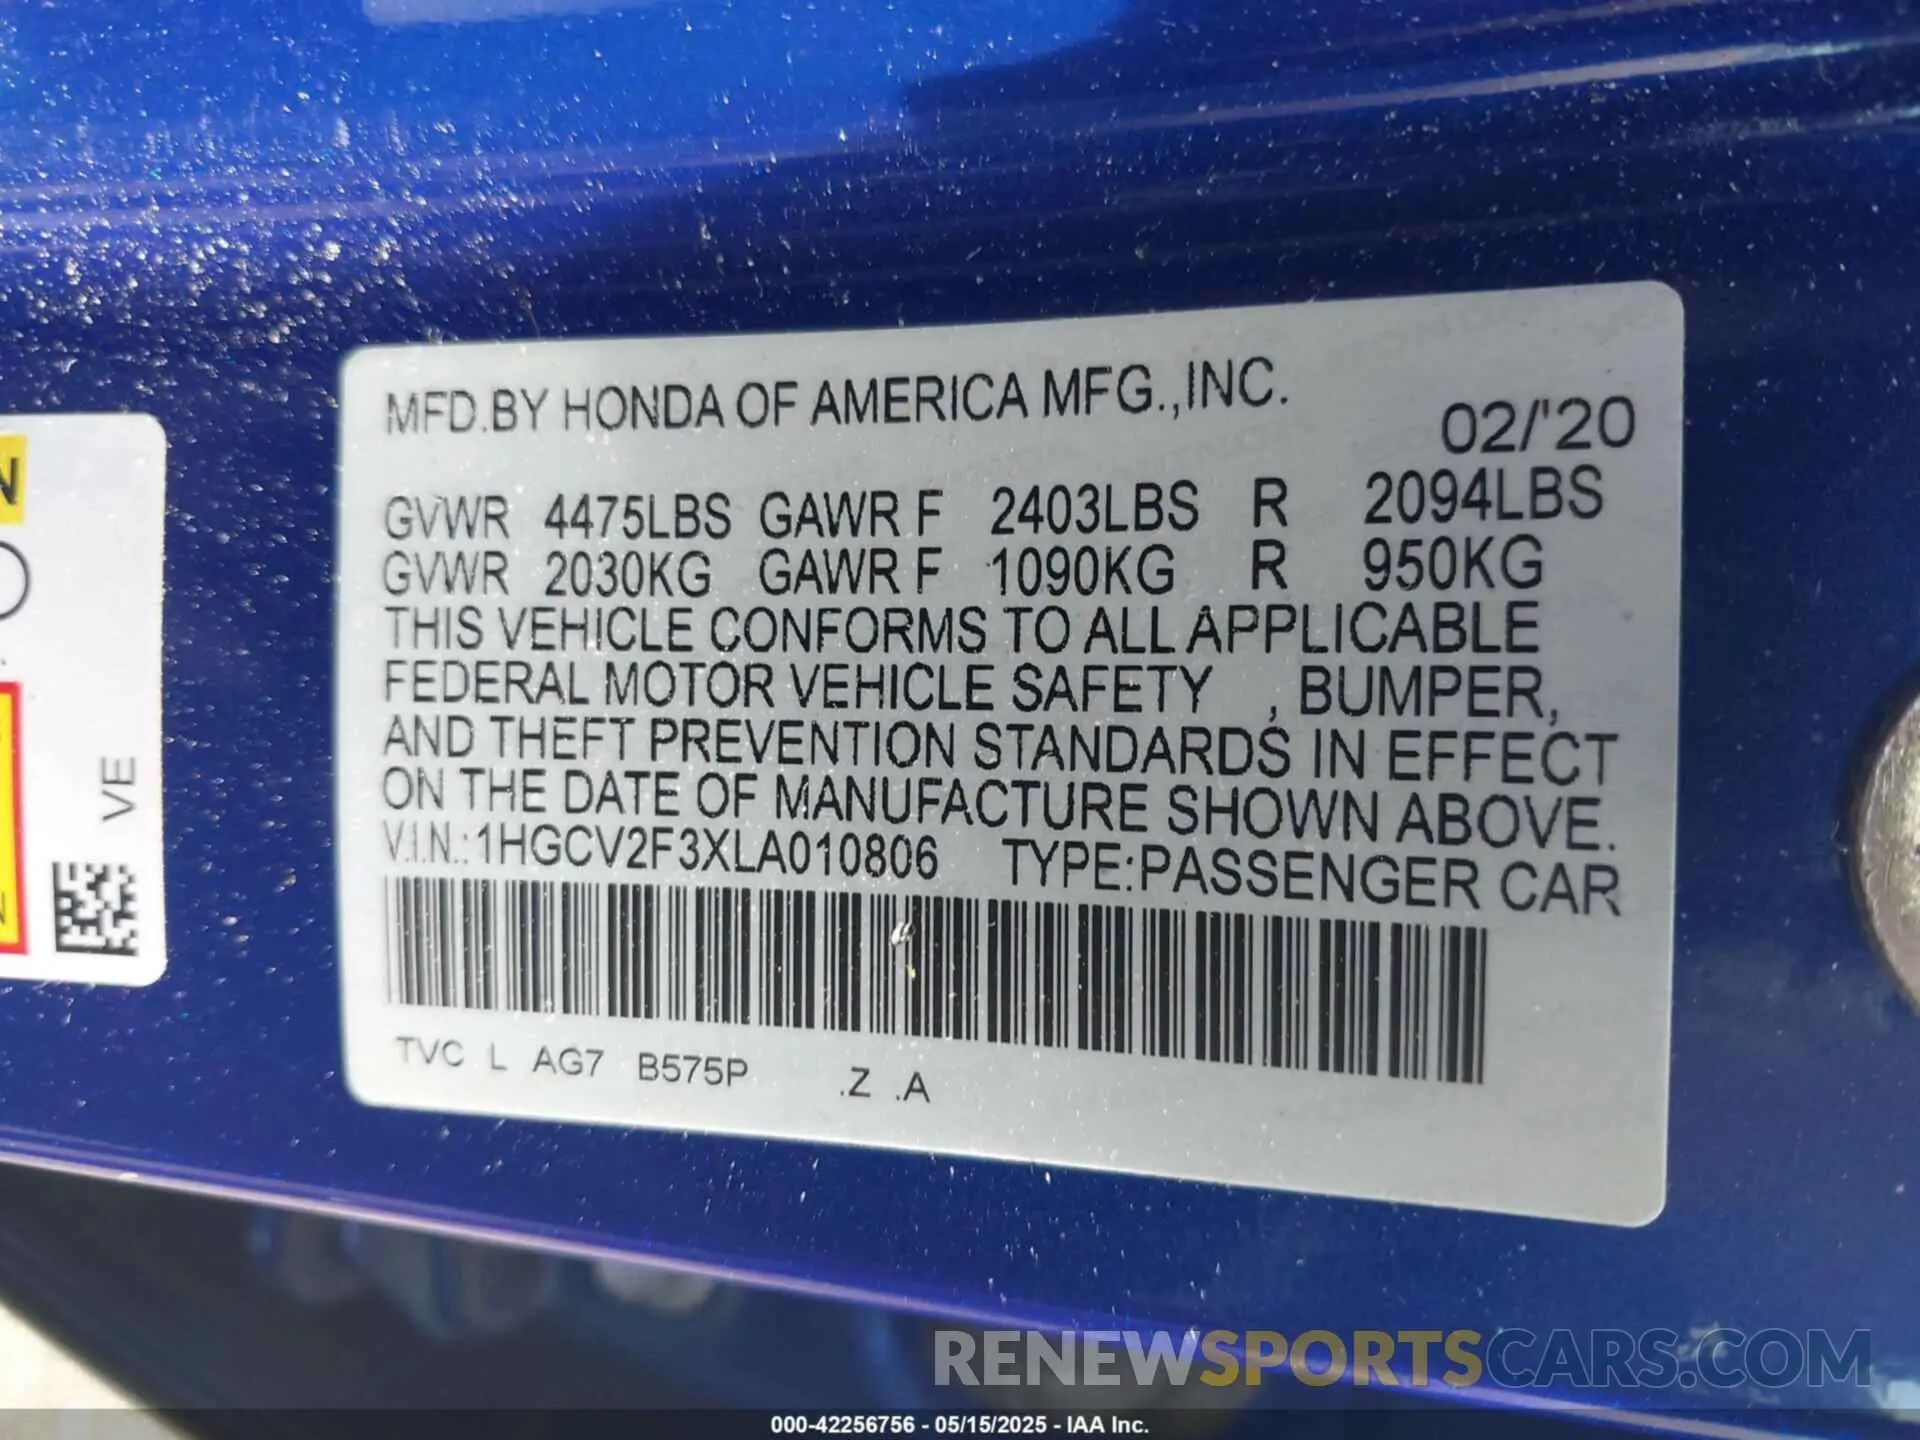 MFD.BY HONDA OF AMERICA MFG.,INC.
02/'20
GVWR 4475LBS GAWR F 2403LBS R 2094LBS
GVWR 2030KG GAWR F 1090KG R 950KG
THIS VEHICLE CONFORMS TO ALL APPLICABLE
FEDERAL MOTOR VEHICLE SAFETY , BUMPER,
AND THEFT PREVENTION STANDARDS IN EFFECT
ON THE DATE OF MANUFACTURE SHOWN ABOVE.
V.I.N.:1HGCV2F3XLA010806 TYPE:PASSENGER CAR
TVC L AG7 B575P .Z .A
VE
RENEWSPORTSCARS.COM
000-42256756 - 05/15/2025 - IAA Inc.